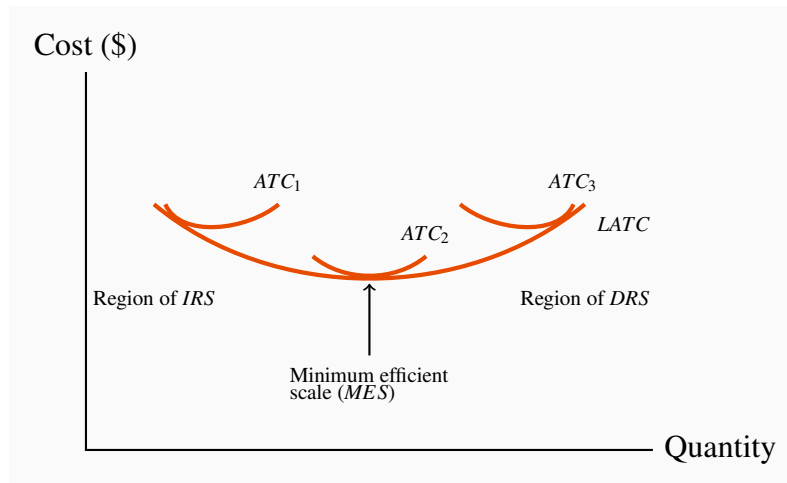 Cost ($)
ATC₁
ATC₃
ATC₂
LATC
Region of IRS
Region of DRS
Minimum efficient
scale (MES)
Quantity